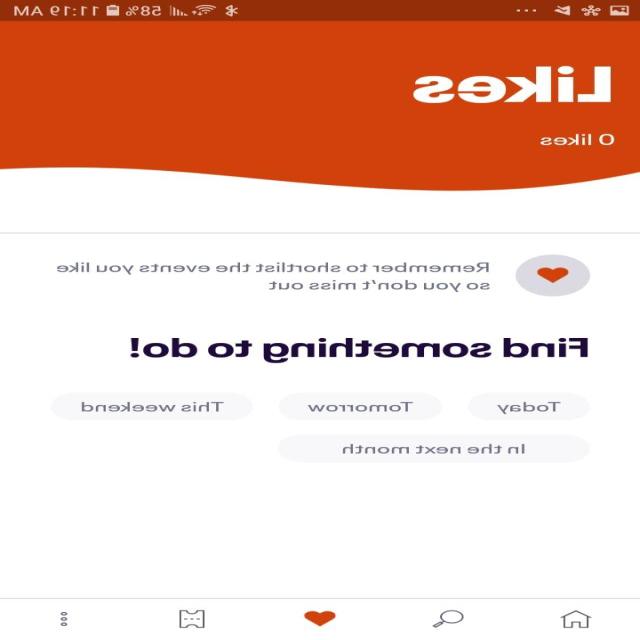 58% 11:19 AM
Likes
0 likes
Remember to shortlist the events you like
so you don't miss out
Find something to do!
Today Tomorrow This weekend
In the next month